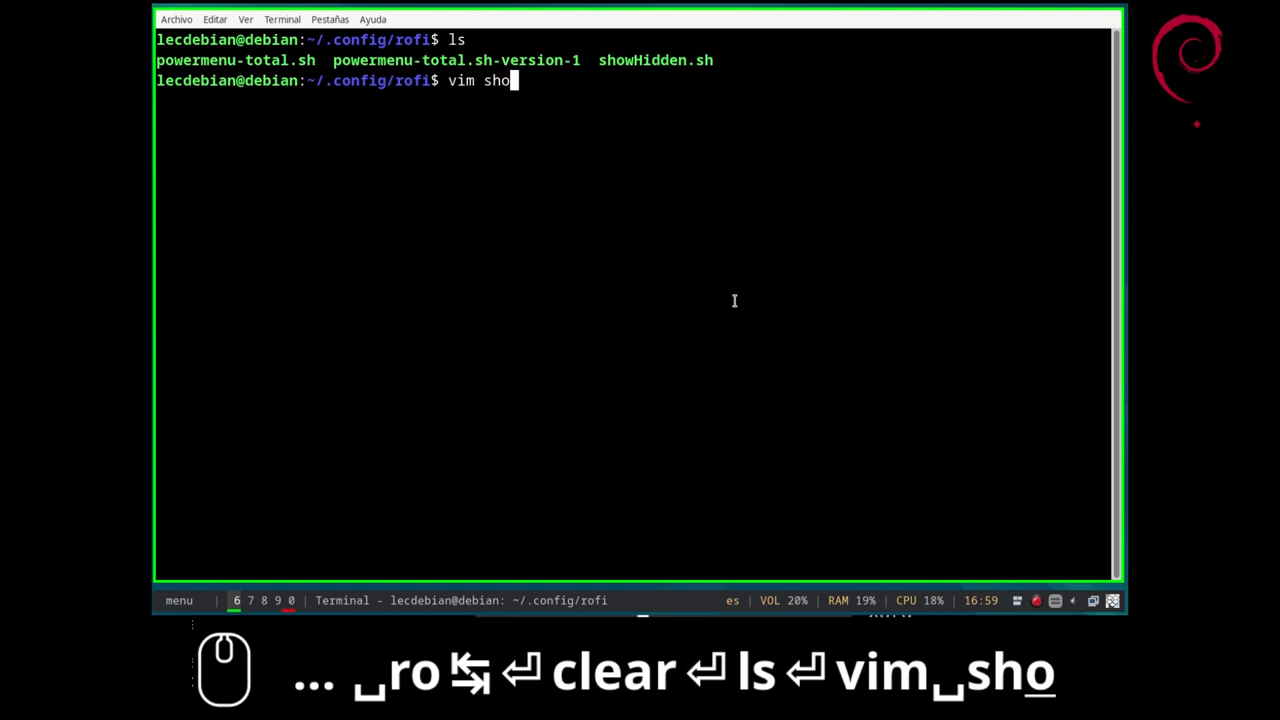 Archivo Editar Ver Terminal Pestañas Ayuda
lecdebian@debian:~/.config/rofi$ ls
powermenu-total.sh powermenu-total.sh-version-1 showHidden.sh
lecdebian@debian:~/.config/rofi$ vim sho
menu | 6 7 8 9 0 | Terminal - lecdebian@debian: ~/.config/rofi es | VOL 20% | RAM 19% | CPU 18% | 16:59
... ␣ro↹⏎clear⏎ls⏎vim␣sho